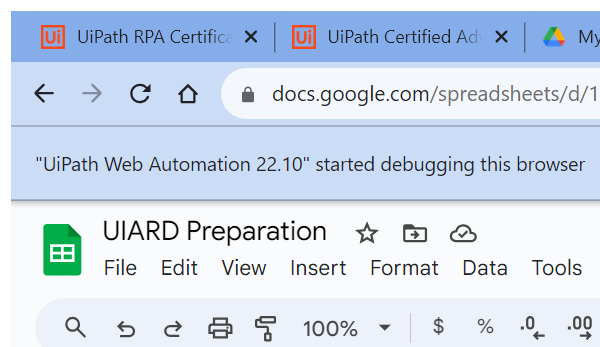 Ui UiPath RPA Certifica Ui UiPath Certified Adv My
docs.google.com/spreadsheets/d/1
"UiPath Web Automation 22.10" started debugging this browser
UIARD Preparation
File Edit View Insert Format Data Tools
100% $ % .0 .00